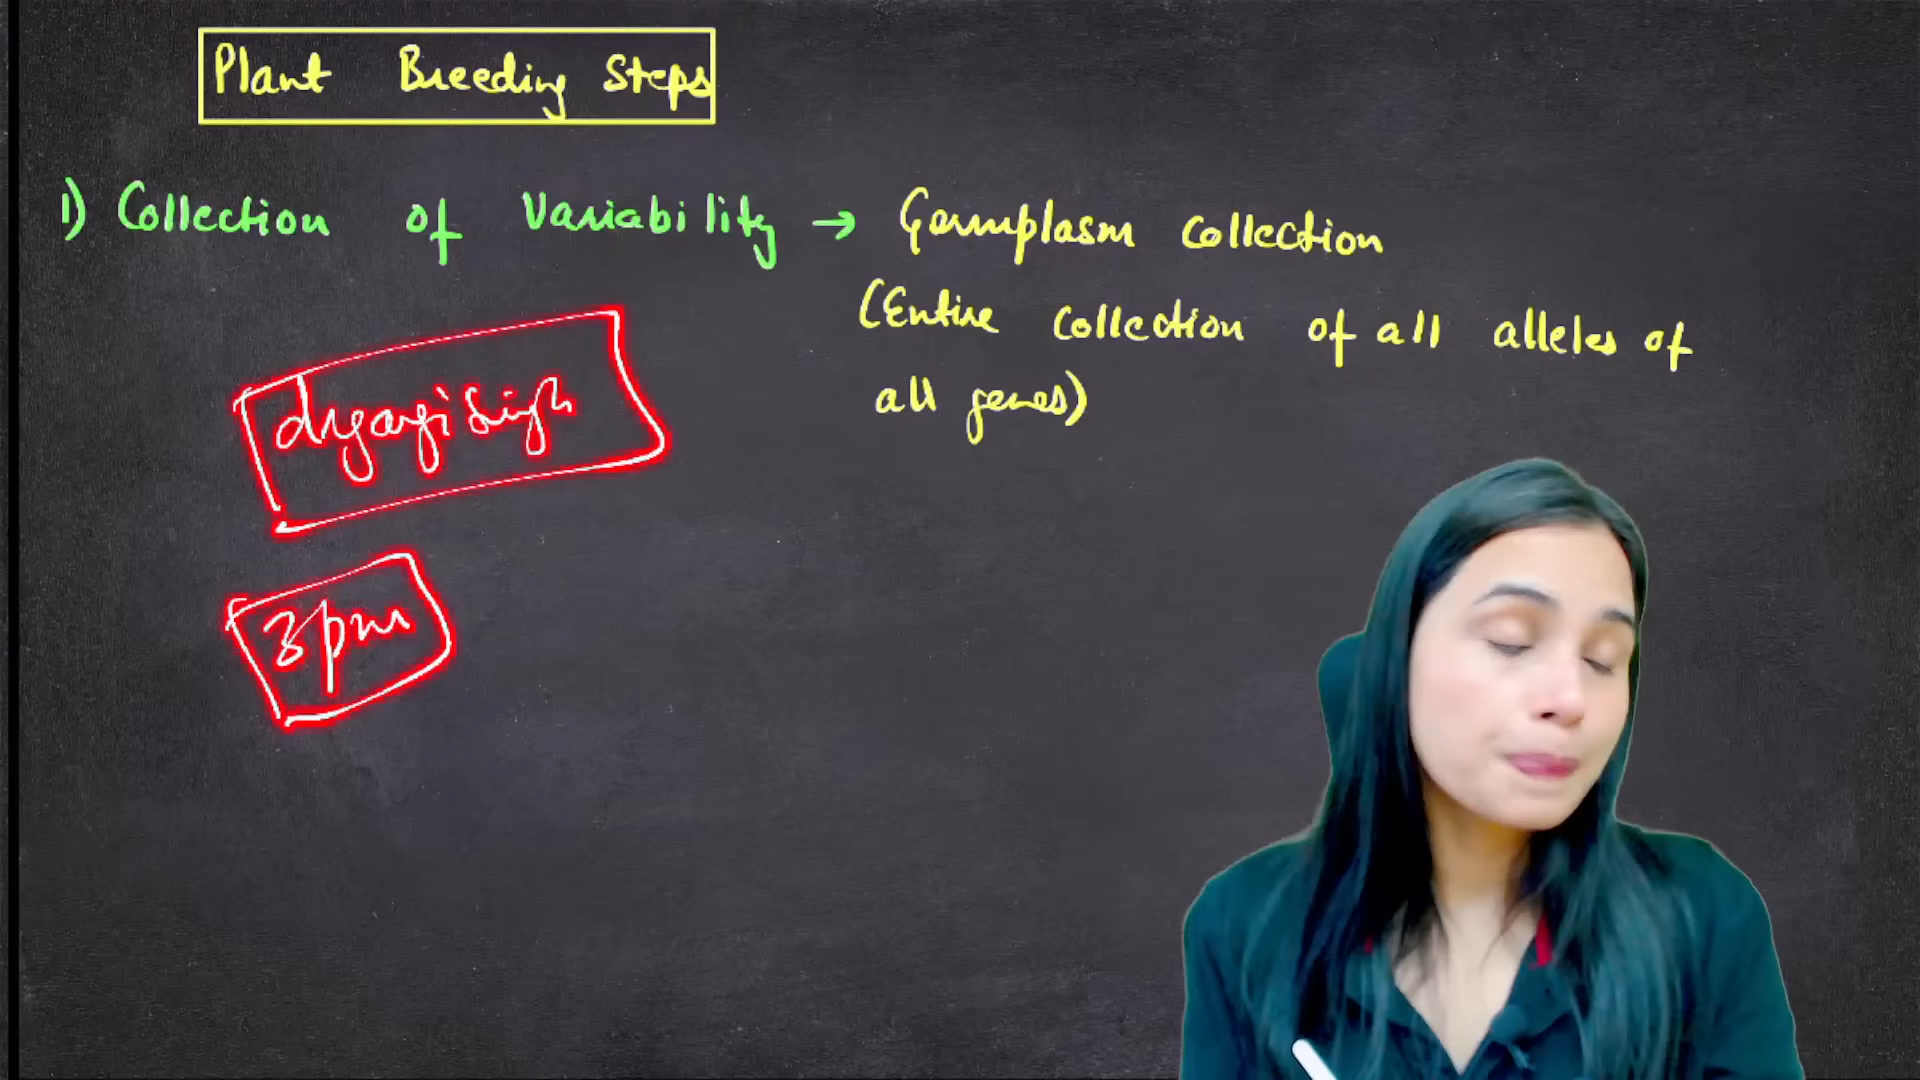 Plant Breeding Steps
1) Collection of Variability → Germplasm collection
(Entire collection of all alleles of
all genes)
3pm